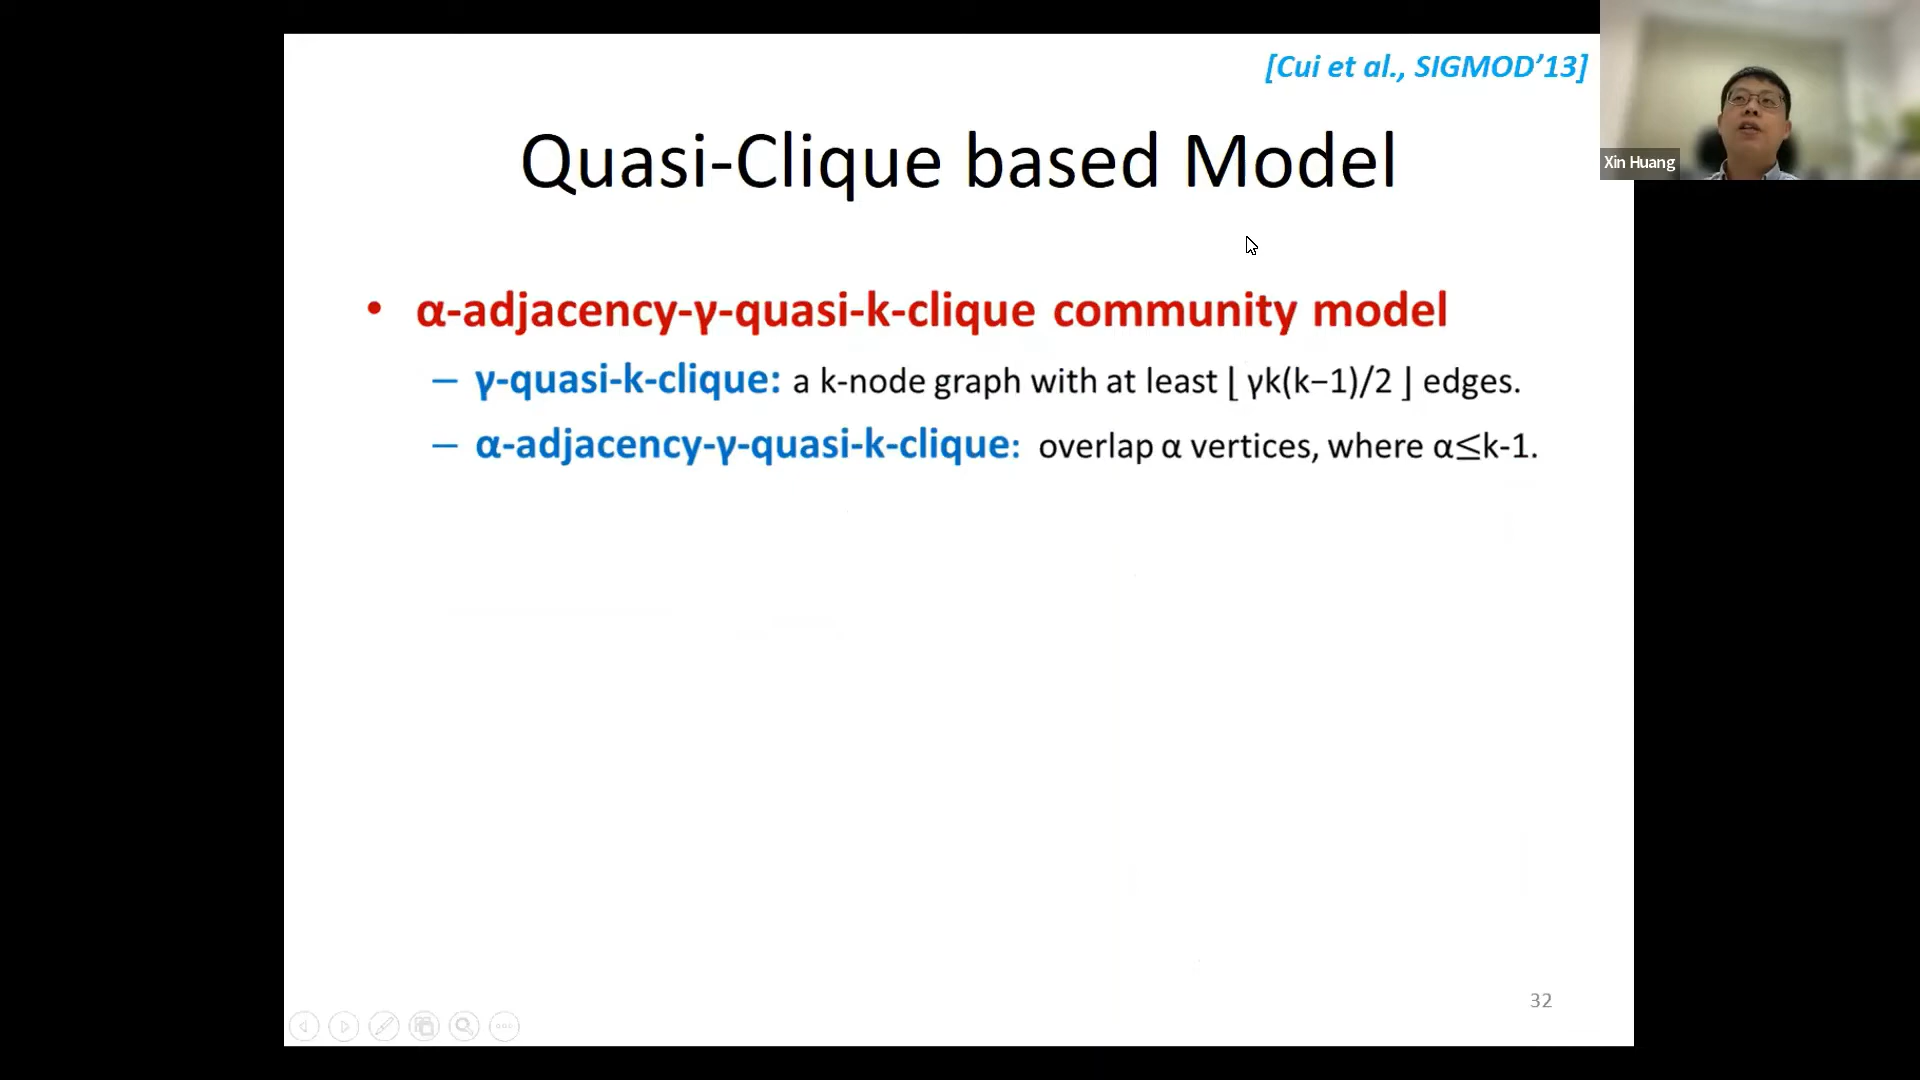 [Cui et al., SIGMOD’13]
Xin Huang
Quasi-Clique based Model
• α-adjacency-γ-quasi-k-clique community model
– γ-quasi-k-clique: a k-node graph with at least ⌊ γk(k−1)/2 ⌋ edges.
– α-adjacency-γ-quasi-k-clique: overlap α vertices, where α≤k-1.
32